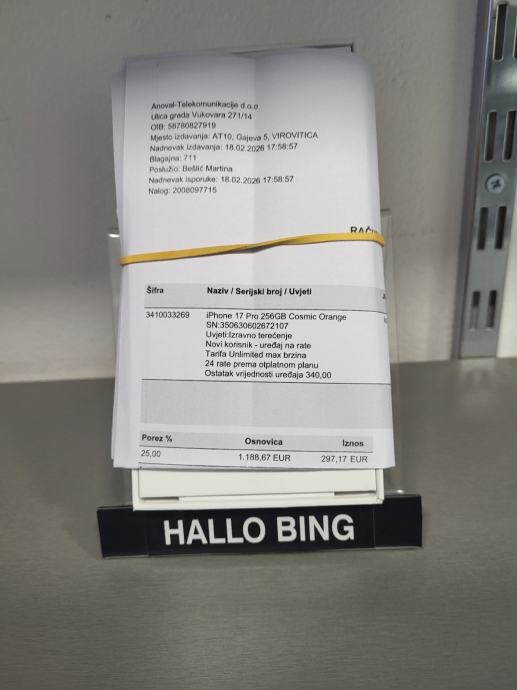 Anoval-Telekomunikacije d.o.o
Ulica grada Vukovara 271/14
OIB: 58780827919
Mjesto izdavanja: AT10, Gajeva 5, VIROVITICA
Nadnevak izdavanja: 18.02.2026 17:58:57
Blagajna: 711
Poslužio: Bešlić Martina
Nadnevak isporuke: 18.02.2026 17:58:57
Nalog: 2008097715
Šifra Naziv / Serijski broj / Uvjeti
3410033269 iPhone 17 Pro 256GB Cosmic Orange
SN:350630602672107
Uvjeti:Izravno terećenje
Novi korisnik - uređaj na rate
Tarifa Unlimited max brzina
24 rate prema otplatnom planu
Ostatak vrijednosti uređaja 340,00
Porez % Osnovica Iznos
25,00 1.188,67 EUR 297,17 EUR
HALLO BING